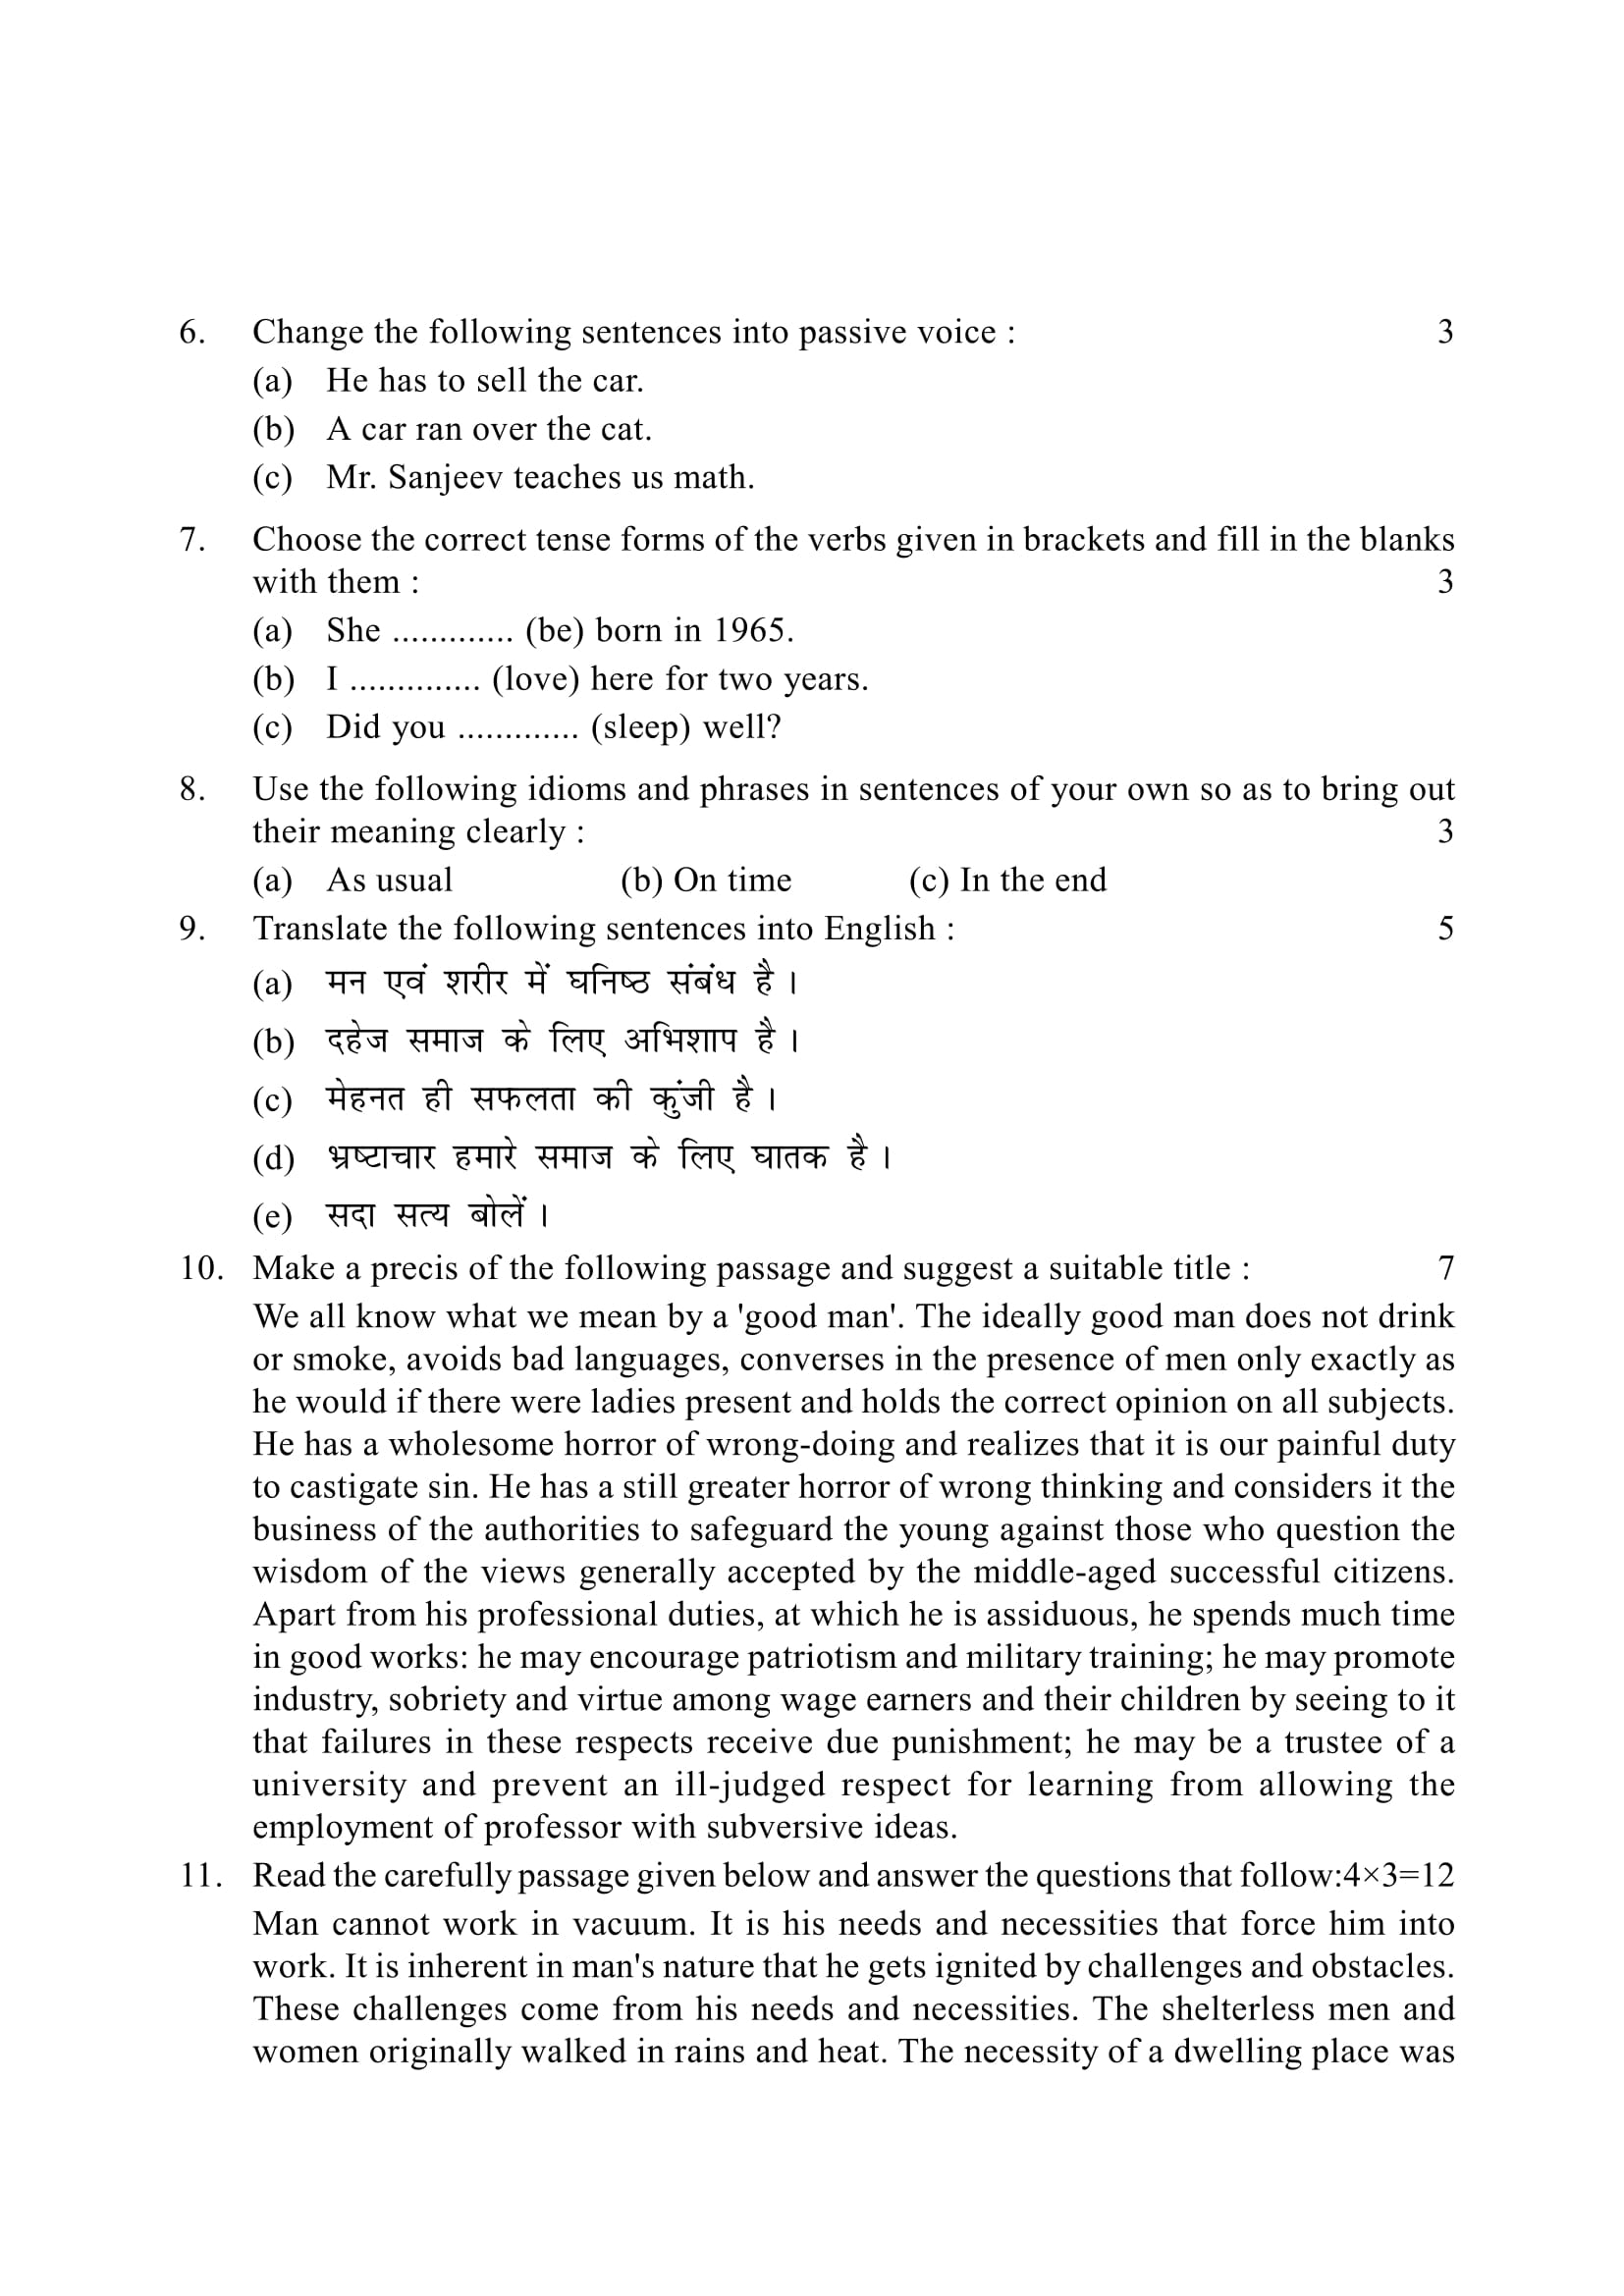 6. Change the following sentences into passive voice : 3
(a) He has to sell the car.
(b) A car ran over the cat.
(c) Mr. Sanjeev teaches us math.
7. Choose the correct tense forms of the verbs given in brackets and fill in the blanks
with them : 3
(a) She ............. (be) born in 1965.
(b) I .............. (love) here for two years.
(c) Did you ............. (sleep) well?
8. Use the following idioms and phrases in sentences of your own so as to bring out
their meaning clearly : 3
(a) As usual (b) On time (c) In the end
9. Translate the following sentences into English : 5
(a) मन एवं शरीर में घनिष्ठ संबंध है ।
(b) दहेज समाज के लिए अभिशाप है ।
(c) मेहनत ही सफलता की कुंजी है ।
(d) भ्रष्टाचार हमारे समाज के लिए घातक है ।
(e) सदा सत्य बोलें ।
10. Make a precis of the following passage and suggest a suitable title : 7
We all know what we mean by a 'good man'. The ideally good man does not drink
or smoke, avoids bad languages, converses in the presence of men only exactly as
he would if there were ladies present and holds the correct opinion on all subjects.
He has a wholesome horror of wrong-doing and realizes that it is our painful duty
to castigate sin. He has a still greater horror of wrong thinking and considers it the
business of the authorities to safeguard the young against those who question the
wisdom of the views generally accepted by the middle-aged successful citizens.
Apart from his professional duties, at which he is assiduous, he spends much time
in good works: he may encourage patriotism and military training; he may promote
industry, sobriety and virtue among wage earners and their children by seeing to it
that failures in these respects receive due punishment; he may be a trustee of a
university and prevent an ill-judged respect for learning from allowing the
employment of professor with subversive ideas.
11. Read the carefully passage given below and answer the questions that follow:4×3=12
Man cannot work in vacuum. It is his needs and necessities that force him into
work. It is inherent in man's nature that he gets ignited by challenges and obstacles.
These challenges come from his needs and necessities. The shelterless men and
women originally walked in rains and heat. The necessity of a dwelling place was